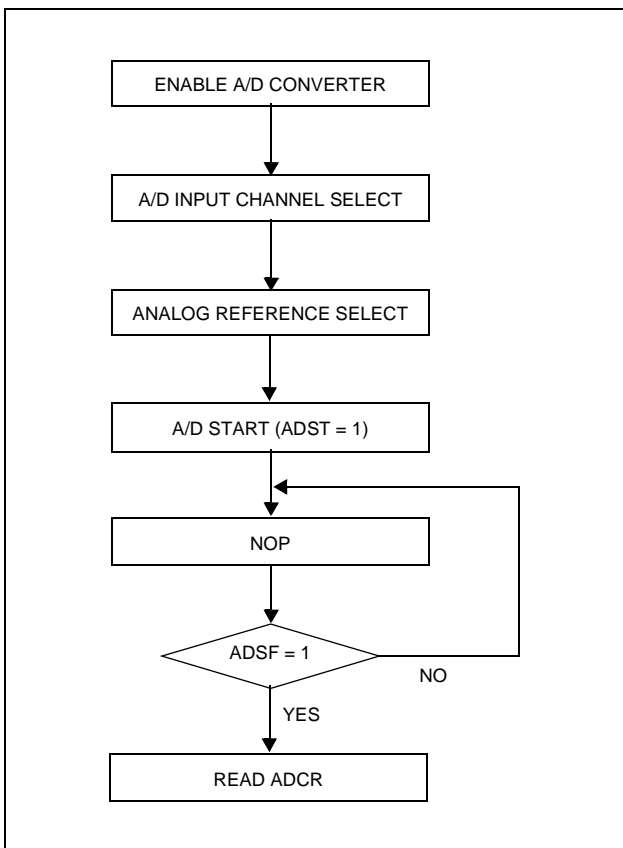 ENABLE A/D CONVERTER
A/D INPUT CHANNEL SELECT
ANALOG REFERENCE SELECT
A/D START (ADST = 1)
NOP
ADSF = 1
NO
YES
READ ADCR